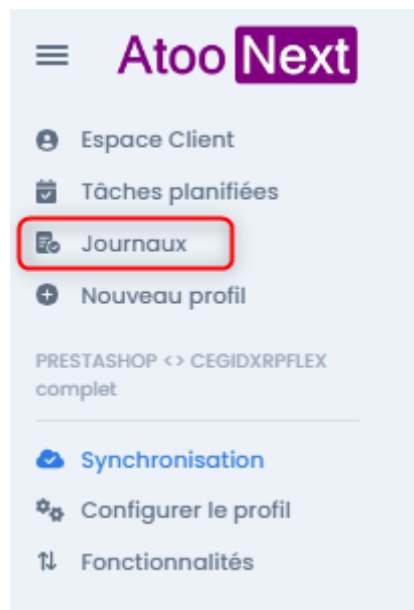 Atoo Next
Espace Client
Tâches planifiées
Journaux
Nouveau profil
PRESTASHOP <> CEGIDXRPFLEX
complet
Synchronisation
Configurer le profil
Fonctionnalités